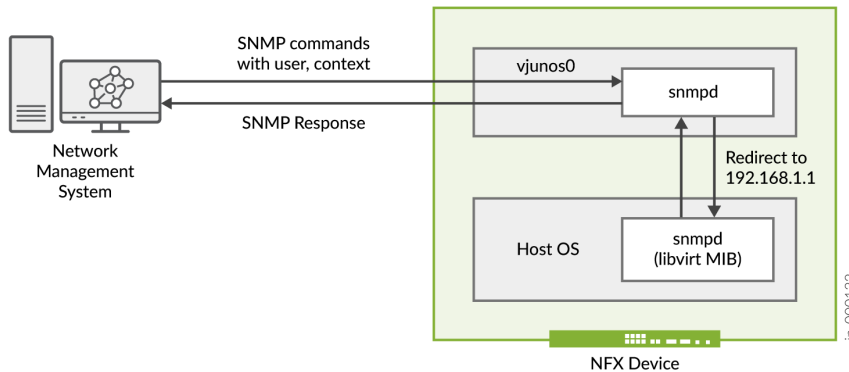 SNMP commands
with user, context
SNMP Response
Network
Management
System
vjunos0
snmpd
Redirect to
192.168.1.1
Host OS
snmpd
(libvirt MIB)
NFX Device